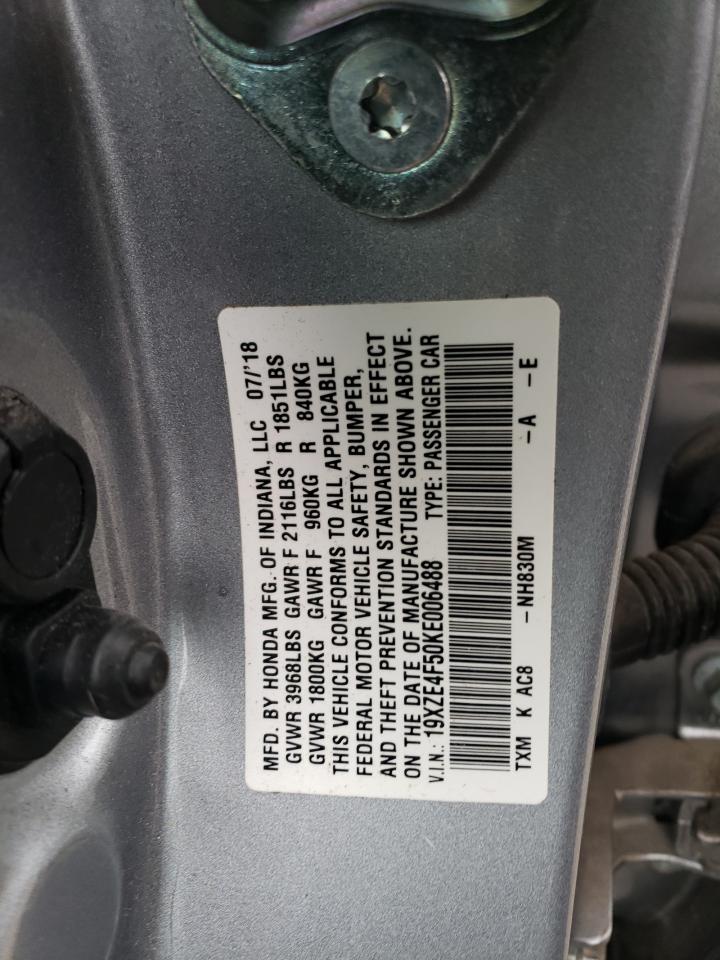 MFD. BY HONDA MFG. OF INDIANA, LLC 07/'18
GVWR 3968LBS GAWR F 2116LBS R 1851LBS
GVWR 1800KG GAWR F 960KG R 840KG
THIS VEHICLE CONFORMS TO ALL APPLICABLE
FEDERAL MOTOR VEHICLE SAFETY, BUMPER,
AND THEFT PREVENTION STANDARDS IN EFFECT
ON THE DATE OF MANUFACTURE SHOWN ABOVE.
V.I.N.: 19XZE4F50KE006488 TYPE: PASSENGER CAR
TXM K AC8 -NH830M -A -E